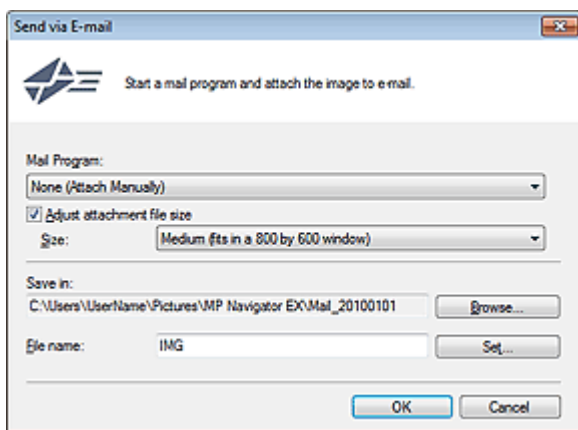 Send via E-mail
Start a mail program and attach the image to e-mail.
Mail Program:
None (Attach Manually)
Adjust attachment file size
Size: Medium (fits in a 800 by 600 window)
Save in:
C:\Users\UserName\Pictures\MP Navigator EX\Mail_20100101 Browse...
File name: IMG Set...
OK Cancel